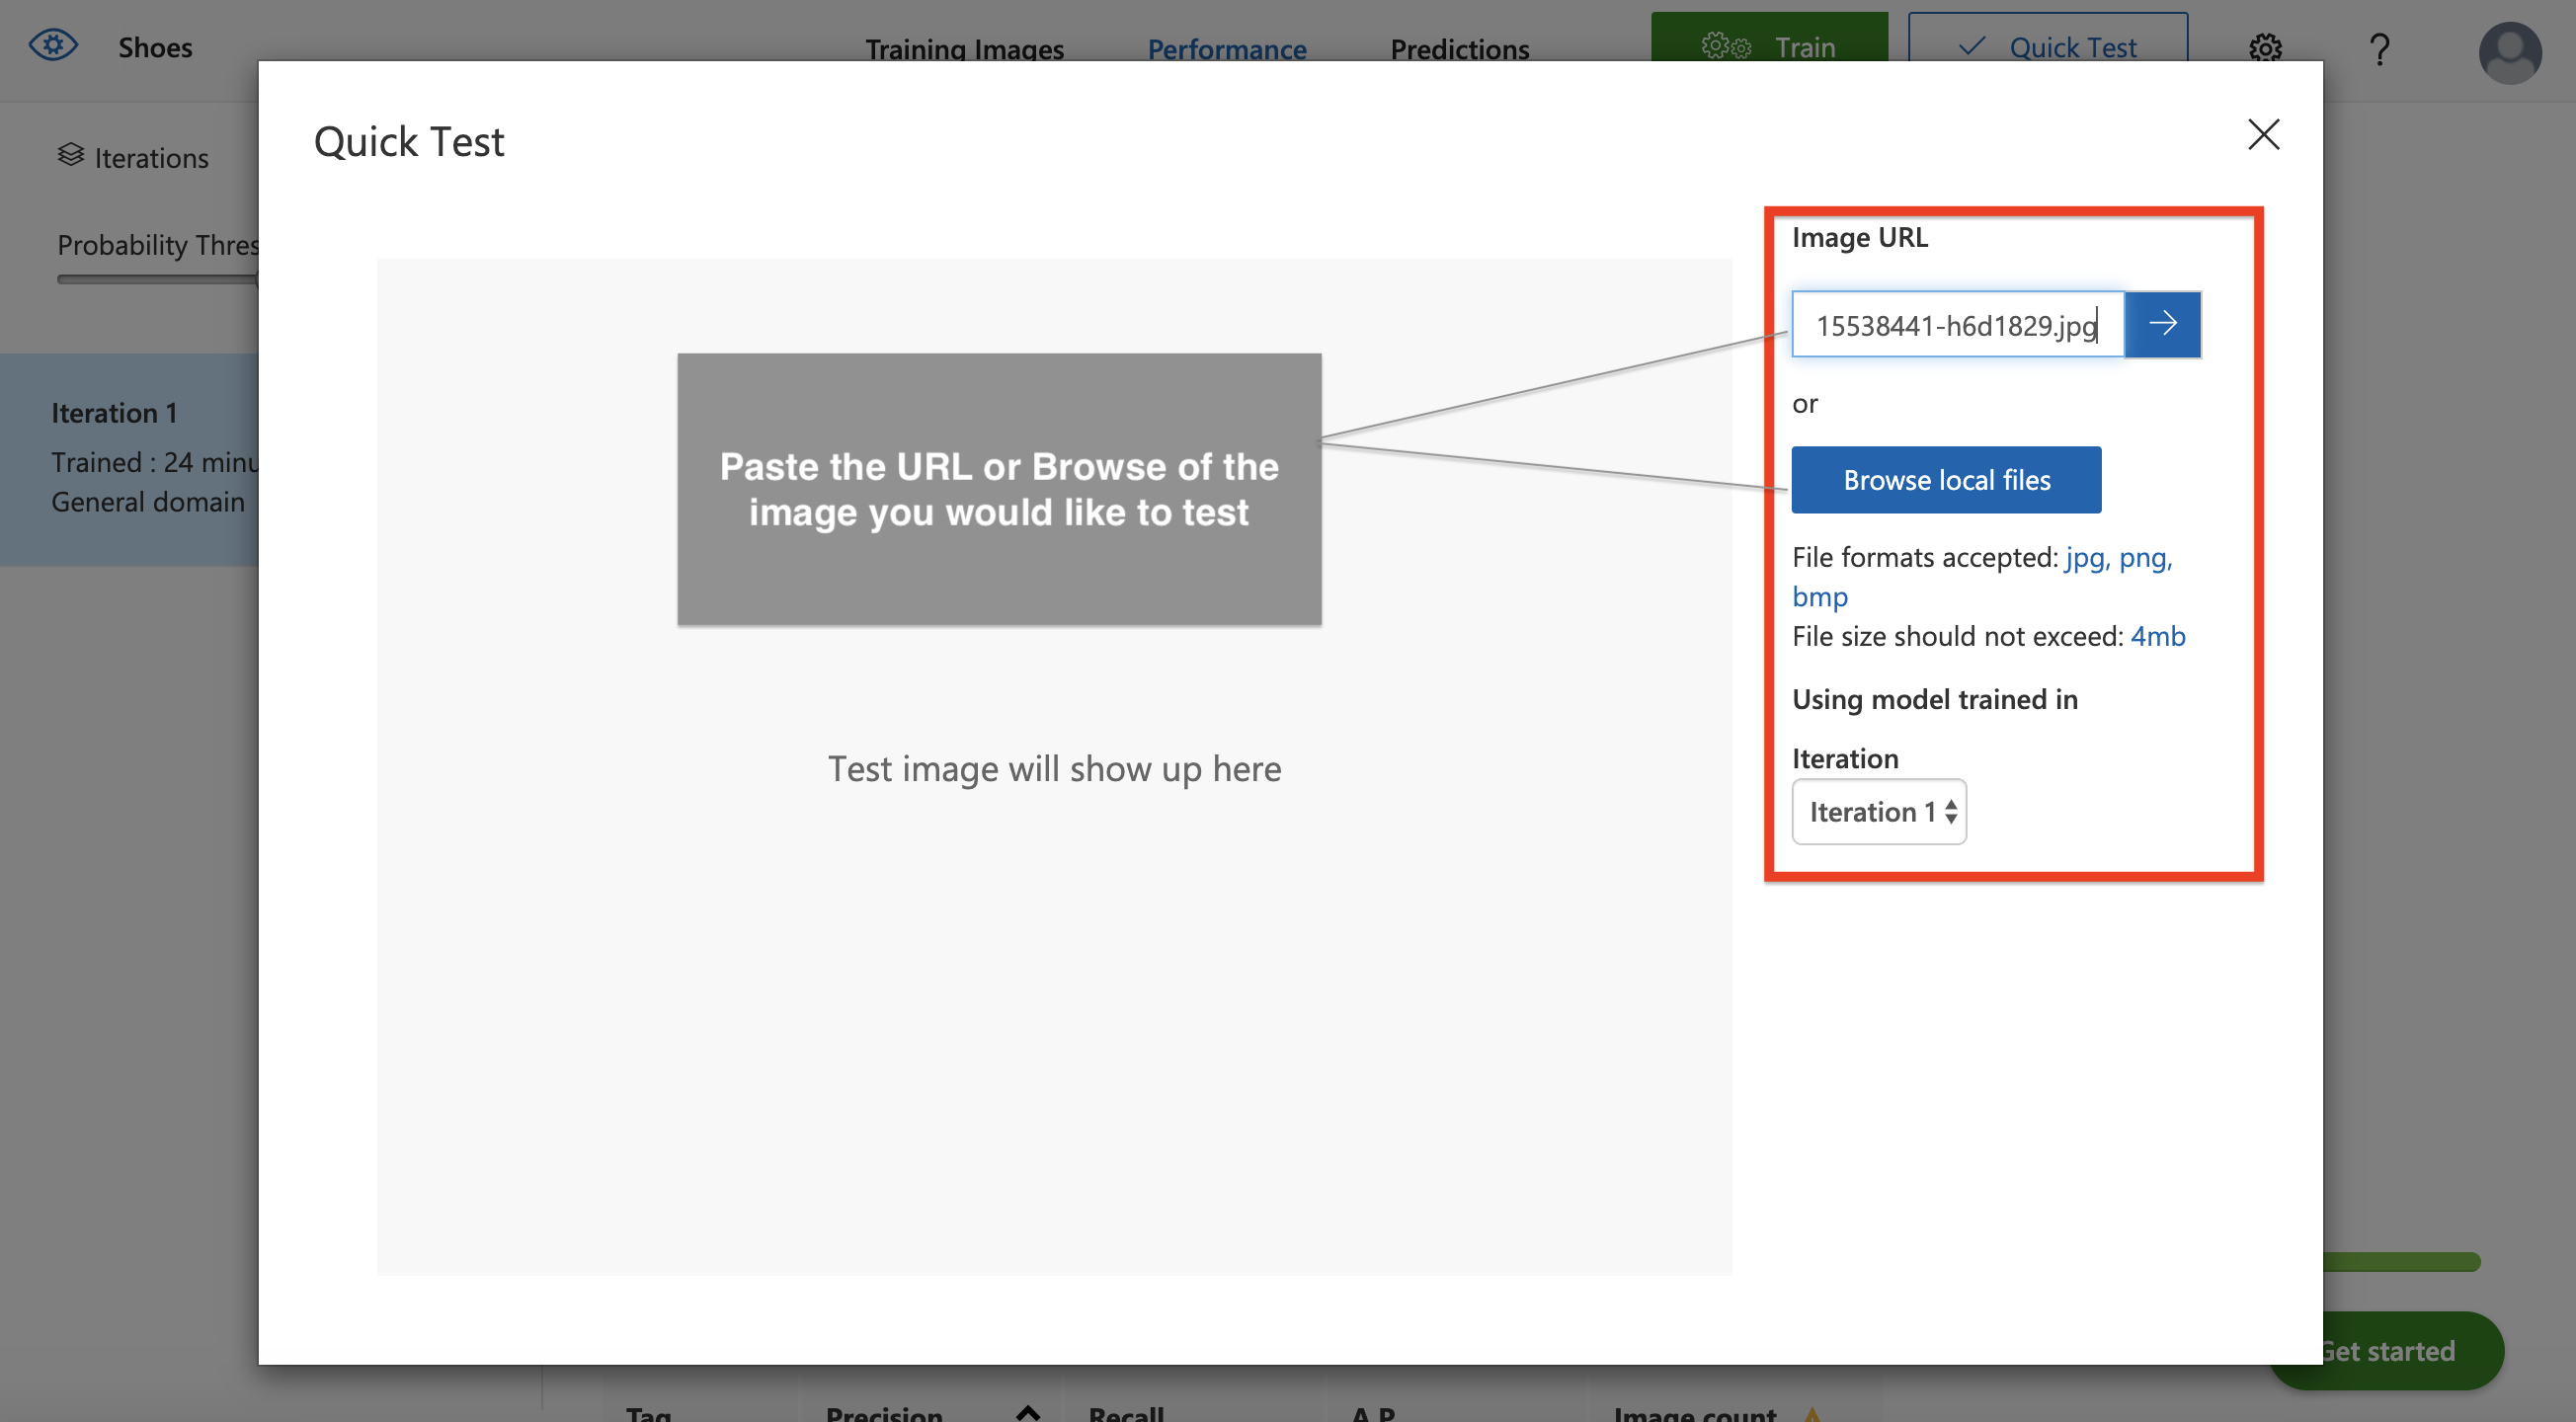 Shoes
Training Images
Performance
Predictions
Train
Quick Test
?
Iterations
Probability Thres
Iteration 1
Trained : 24 minu
General domain
Quick Test
Paste the URL or Browse of the
image you would like to test
Test image will show up here
Image URL
15538441-h6d1829.jpg
or
Browse local files
File formats accepted: jpg, png,
bmp
File size should not exceed: 4mb
Using model trained in
Iteration
Iteration 1
Get started
Tag
Precision
Recall
A.P.
Image count